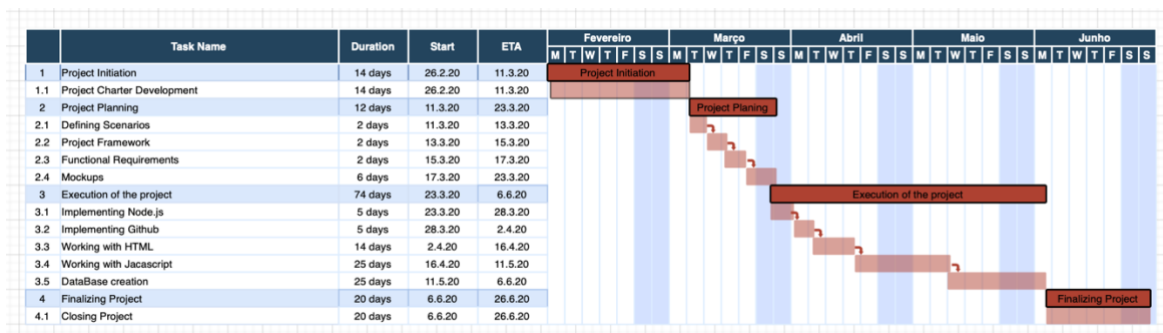 Task Name Duration Start ETA Fevereiro Março Abril Maio Junho
M T W T F S S M T W T F S S M T W T F S S M T W T F S S M T W T F S S
1 Project Initiation 14 days 26.2.20 11.3.20 Project Initiation
1.1 Project Charter Development 14 days 26.2.20 11.3.20
2 Project Planning 12 days 11.3.20 23.3.20 Project Planing
2.1 Defining Scenarios 2 days 11.3.20 13.3.20
2.2 Project Framework 2 days 13.3.20 15.3.20
2.3 Functional Requirements 2 days 15.3.20 17.3.20
2.4 Mockups 6 days 17.3.20 23.3.20
3 Execution of the project 74 days 23.3.20 6.6.20 Execution of the project
3.1 Implementing Node.js 5 days 23.3.20 28.3.20
3.2 Implementing Github 5 days 28.3.20 2.4.20
3.3 Working with HTML 14 days 2.4.20 16.4.20
3.4 Working with Jacascript 25 days 16.4.20 11.5.20
3.5 DataBase creation 25 days 11.5.20 6.6.20
4 Finalizing Project 20 days 6.6.20 26.6.20 Finalizing Project
4.1 Closing Project 20 days 6.6.20 26.6.20